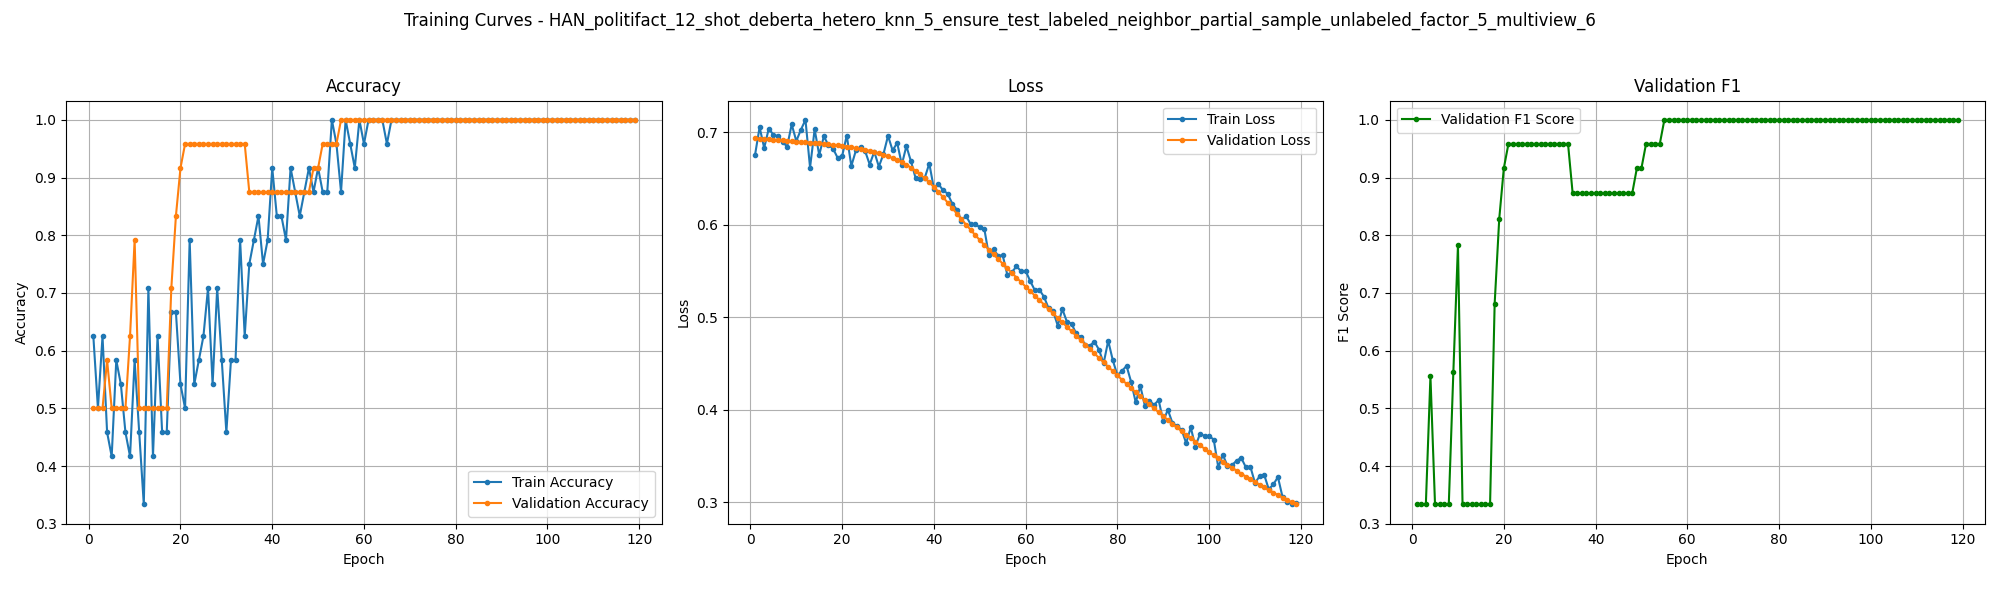 Training Curves - HAN_politifact_12_shot_deberta_hetero_knn_5_ensure_test_labeled_neighbor_partial_sample_unlabeled_factor_5_multiview_6
Accuracy
1.0
0.9
0.8
0.7
0.6
0.5
0.4
0.3
Accuracy
Train Accuracy
Validation Accuracy
0 20 40 60 80 100 120
Epoch
Loss
0.7
0.6
0.5
0.4
0.3
Loss
Train Loss
Validation Loss
0 20 40 60 80 100 120
Epoch
Validation F1
1.0
0.9
0.8
0.7
0.6
0.5
0.4
0.3
F1 Score
Validation F1 Score
0 20 40 60 80 100 120
Epoch